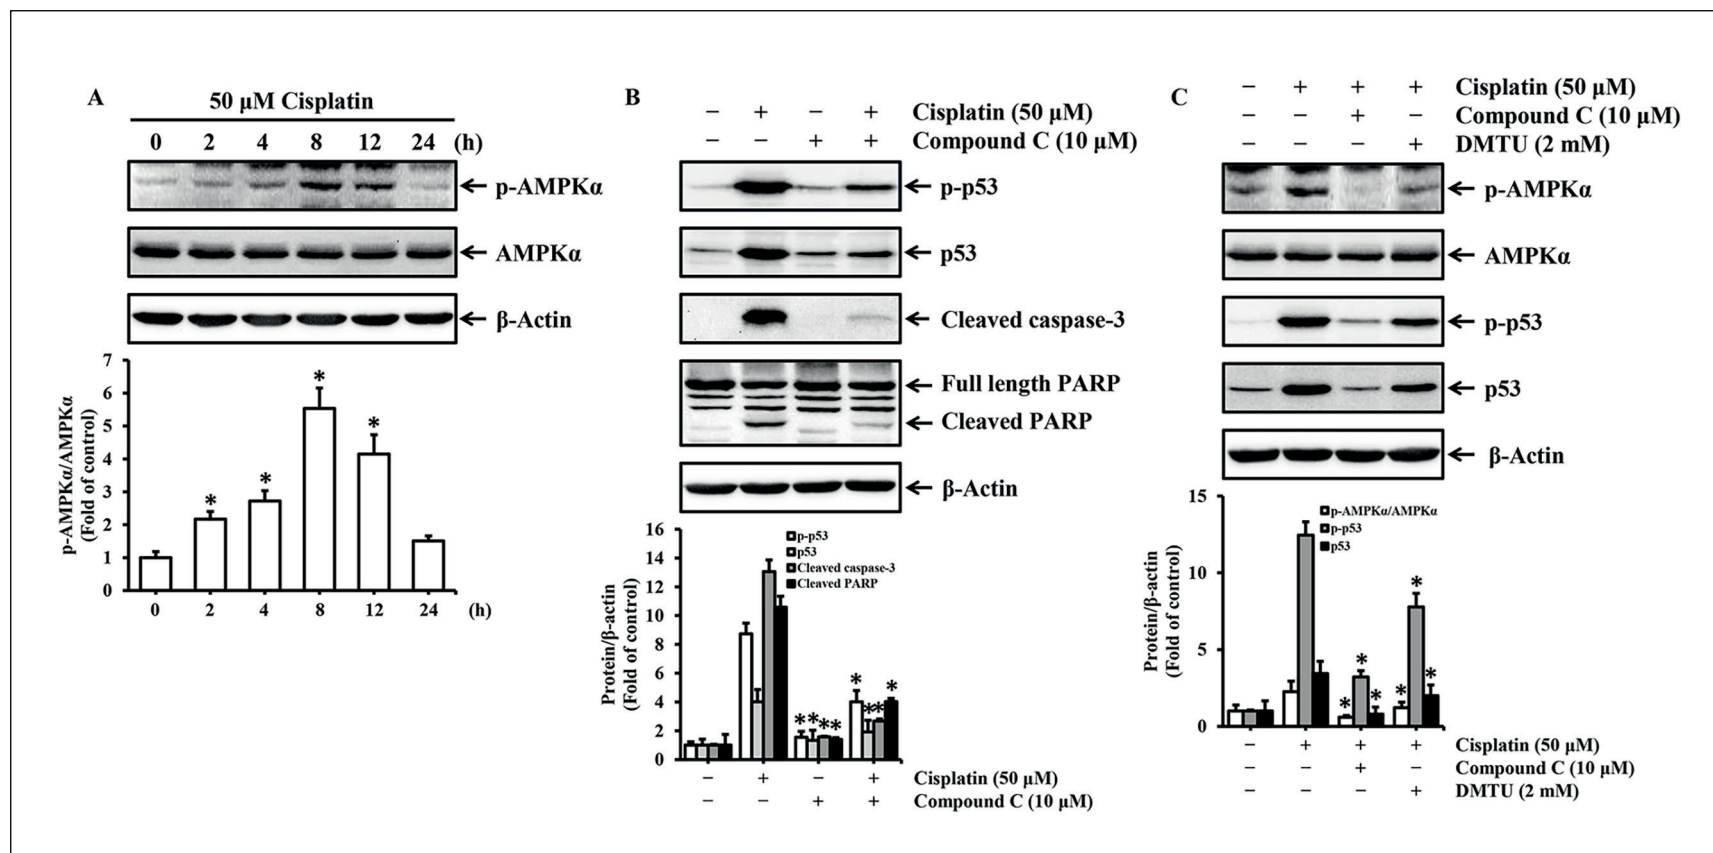 A
50 μM Cisplatin
0 2 4 8 12 24 (h)
p-AMPKα
AMPKα
β-Actin
7
6
5
4
3
2
1
0
p-AMPKα/AMPKα
(Fold of control)
* * * *
0 2 4 8 12 24 (h)
B
− + − + Cisplatin (50 μM)
− − + + Compound C (10 μM)
p-p53
p53
Cleaved caspase-3
Full length PARP
Cleaved PARP
β-Actin
16
14
12
10
8
6
4
2
0
Protein/β-actin
(Fold of control)
p-p53
p53
Cleaved caspase-3
Cleaved PARP
**** ****
− + − + Cisplatin (50 μM)
− − + + Compound C (10 μM)
C
− + + + Cisplatin (50 μM)
− − + − Compound C (10 μM)
− − − + DMTU (2 mM)
p-AMPKα
AMPKα
p-p53
p53
β-Actin
15
10
5
0
Protein/β-actin
(Fold of control)
p-AMPKα/AMPKα
p-p53
p53
* * * * * *
− + + + Cisplatin (50 μM)
− − + − Compound C (10 μM)
− − − + DMTU (2 mM)